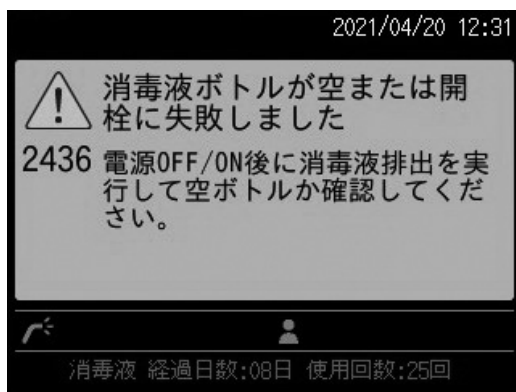 2021/04/20 12:31
消毒液ボトルが空または開
栓に失敗しました
2436 電源OFF/ON後に消毒液排出を実
行して空ボトルか確認してくだ
さい。
消毒液 経過日数:08日 使用回数:25回